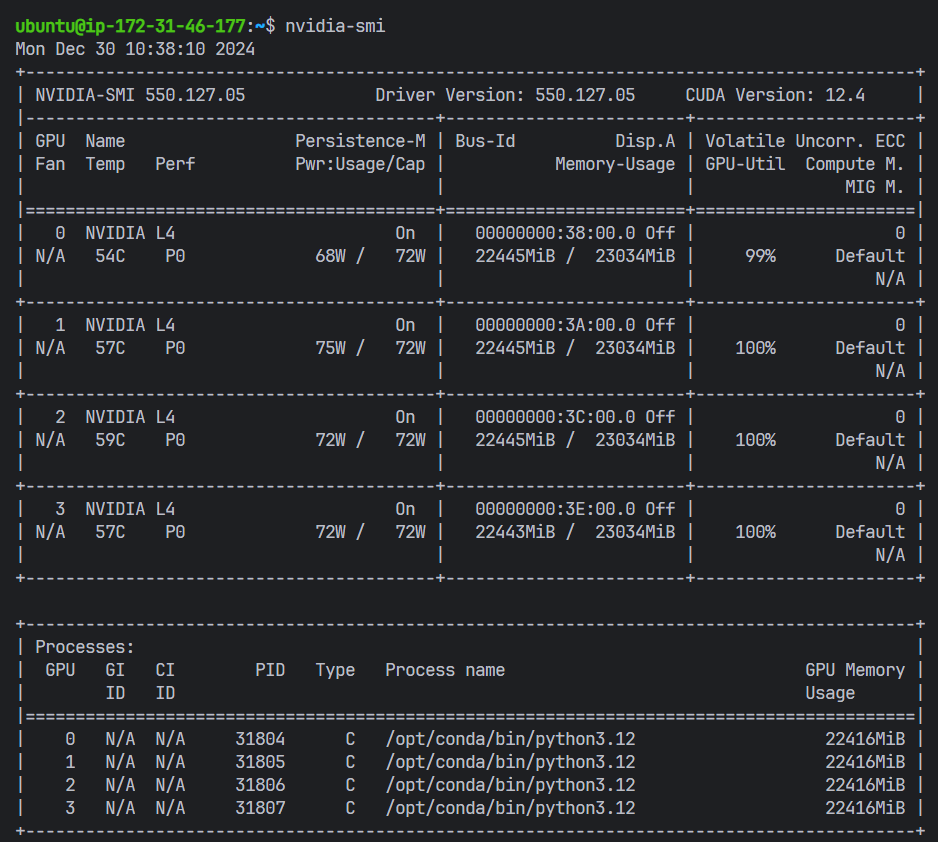 ubuntu@ip-172-31-46-177:~$ nvidia-smi
Mon Dec 30 10:38:10 2024
+-----------------------------------------------------------------------------------------+
| NVIDIA-SMI 550.127.05             Driver Version: 550.127.05     CUDA Version: 12.4     |
|-----------------------------------------+------------------------+----------------------+
| GPU  Name                 Persistence-M | Bus-Id          Disp.A | Volatile Uncorr. ECC |
| Fan  Temp   Perf          Pwr:Usage/Cap |           Memory-Usage | GPU-Util  Compute M. |
|                                         |                        |               MIG M. |
|=========================================+========================+======================|
|   0  NVIDIA L4                      On  |   00000000:38:00.0 Off |                    0 |
| N/A   54C    P0             68W /   72W |   22445MiB /  23034MiB |     99%      Default |
|                                         |                        |                  N/A |
+-----------------------------------------+------------------------+----------------------+
|   1  NVIDIA L4                      On  |   00000000:3A:00.0 Off |                    0 |
| N/A   57C    P0             75W /   72W |   22445MiB /  23034MiB |    100%      Default |
|                                         |                        |                  N/A |
+-----------------------------------------+------------------------+----------------------+
|   2  NVIDIA L4                      On  |   00000000:3C:00.0 Off |                    0 |
| N/A   59C    P0             72W /   72W |   22445MiB /  23034MiB |    100%      Default |
|                                         |                        |                  N/A |
+-----------------------------------------+------------------------+----------------------+
|   3  NVIDIA L4                      On  |   00000000:3E:00.0 Off |                    0 |
| N/A   57C    P0             72W /   72W |   22443MiB /  23034MiB |    100%      Default |
|                                         |                        |                  N/A |
+-----------------------------------------+------------------------+----------------------+

+-----------------------------------------------------------------------------------------+
| Processes:                                                                              |
|  GPU   GI   CI        PID   Type   Process name                              GPU Memory |
|        ID   ID                                                               Usage      |
|=========================================================================================|
|    0   N/A  N/A     31804      C   /opt/conda/bin/python3.12                   22416MiB |
|    1   N/A  N/A     31805      C   /opt/conda/bin/python3.12                   22416MiB |
|    2   N/A  N/A     31806      C   /opt/conda/bin/python3.12                   22416MiB |
|    3   N/A  N/A     31807      C   /opt/conda/bin/python3.12                   22416MiB |
+-----------------------------------------------------------------------------------------+